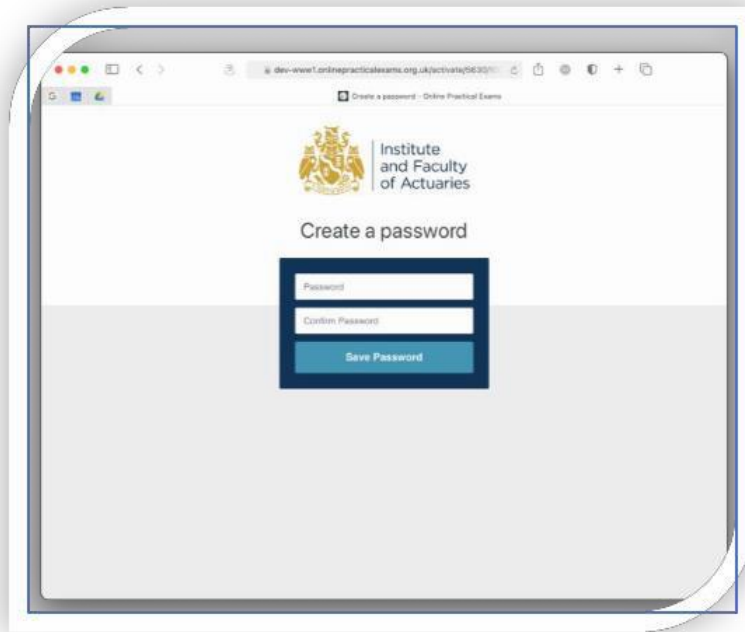 dev-www1.onlinepracticalexams.org.uk/activate/5630/
Create a password - Online Practical Exams
Institute
and Faculty
of Actuaries
Create a password
Password
Confirm Password
Save Password